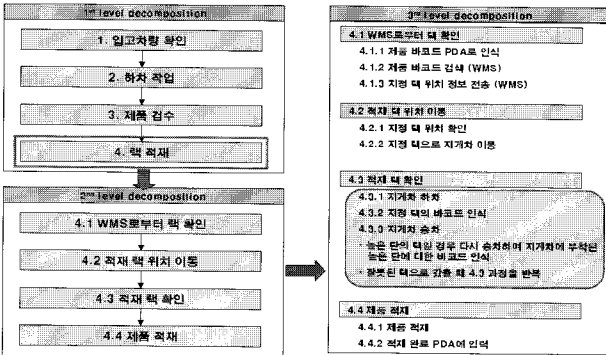 1st level decomposition
1. 입고차량 확인
2. 하차 작업
3. 제품 검수
4. 랙 적재
2nd level decomposition
4.1 WMS로부터 랙 확인
4.2 적재 랙 위치 이동
4.3 적재 랙 확인
4.4 제품 적재
3rd level decomposition
4.1 WMS로부터 랙 확인
4.1.1 제품 바코드 PDA로 인식
4.1.2 제품 바코드 검색 (WMS)
4.1.3 지정 랙 위치 정보 전송 (WMS)
4.2 적재 랙 위치 이동
4.2.1 지정 랙 위치 확인
4.2.2 지정 랙으로 지게차 이동
4.3 적재 랙 확인
4.3.1 지게차 하차
4.3.2 지정 랙의 바코드 인식
4.3.3 지게차 승차
- 높은 단의 랙일 경우 다시 승차하여 지게차에 부착된
높은 단에 대한 바코드 인식
- 잘못된 랙으로 갔을 때 4.3 과정을 반복
4.4 제품 적재
4.4.1 제품 적재
4.4.2 적재 완료 PDA에 입력